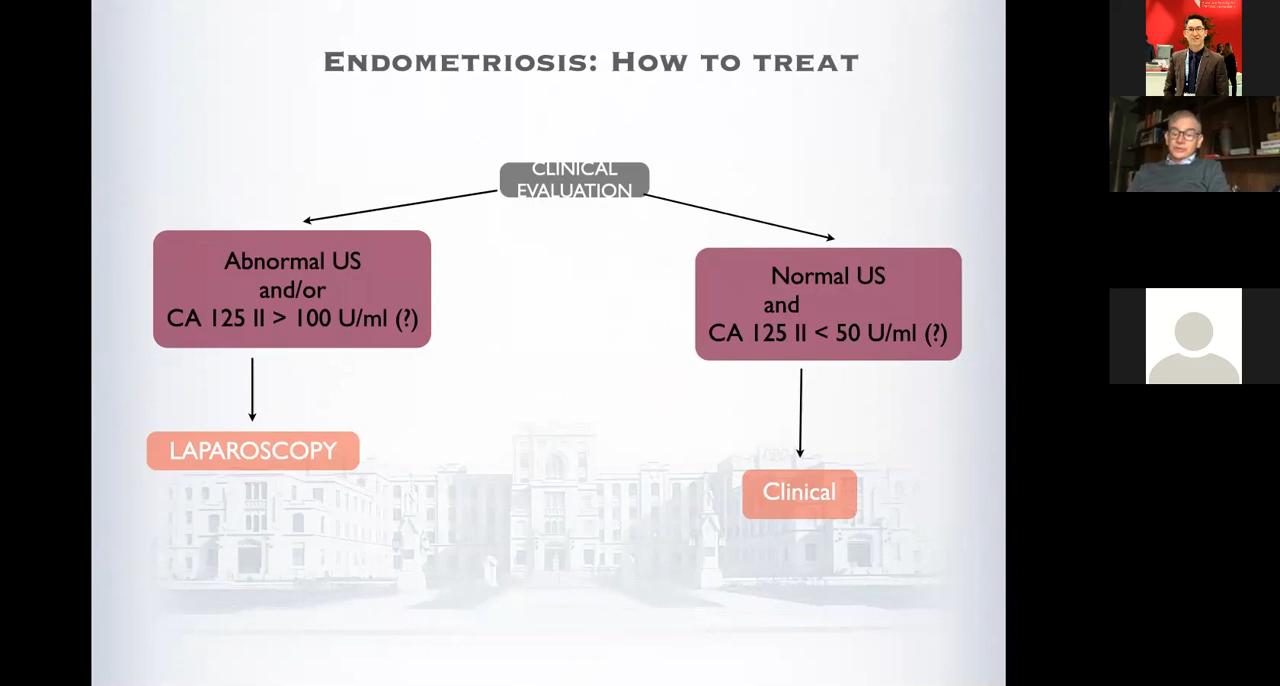 ENDOMETRIOSIS: HOW TO TREAT
CLINICAL
EVALUATION
Abnormal US
and/or
CA 125 II > 100 U/ml (?)
Normal US
and
CA 125 II < 50 U/ml (?)
LAPAROSCOPY
Clinical